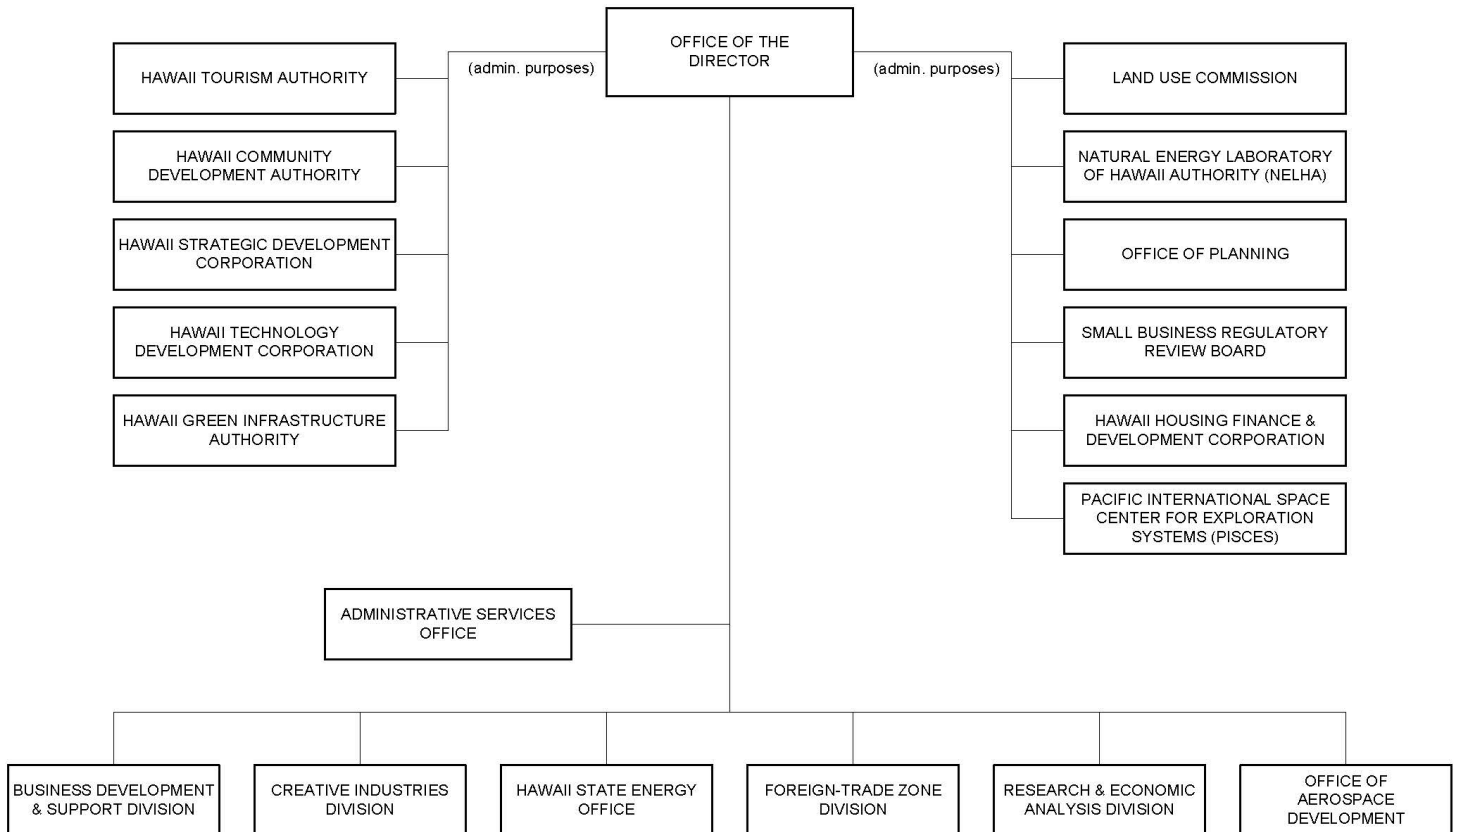 OFFICE OF THE
DIRECTOR
(admin. purposes)
(admin. purposes)
HAWAII TOURISM AUTHORITY
HAWAII COMMUNITY
DEVELOPMENT AUTHORITY
HAWAII STRATEGIC DEVELOPMENT
CORPORATION
HAWAII TECHNOLOGY
DEVELOPMENT CORPORATION
HAWAII GREEN INFRASTRUCTURE
AUTHORITY
LAND USE COMMISSION
NATURAL ENERGY LABORATORY
OF HAWAII AUTHORITY (NELHA)
OFFICE OF PLANNING
SMALL BUSINESS REGULATORY
REVIEW BOARD
HAWAII HOUSING FINANCE &
DEVELOPMENT CORPORATION
PACIFIC INTERNATIONAL SPACE
CENTER FOR EXPLORATION
SYSTEMS (PISCES)
ADMINISTRATIVE SERVICES
OFFICE
BUSINESS DEVELOPMENT
& SUPPORT DIVISION
CREATIVE INDUSTRIES
DIVISION
HAWAII STATE ENERGY
OFFICE
FOREIGN-TRADE ZONE
DIVISION
RESEARCH & ECONOMIC
ANALYSIS DIVISION
OFFICE OF
AEROSPACE
DEVELOPMENT